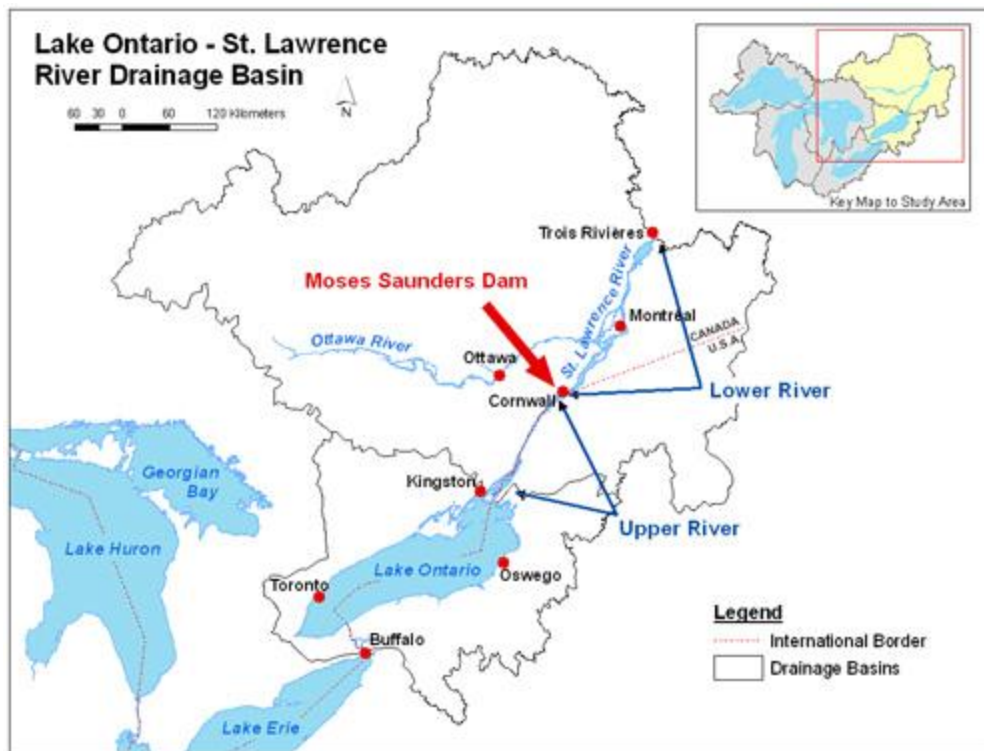 Lake Ontario - St. Lawrence
River Drainage Basin
60 30 0 60 120 Kilometers
N
Key Map to Study Area
Trois Rivières
Moses Saunders Dam
St. Lawrence River
Montréal
Ottawa River
Ottawa
CANADA
U.S.A.
Cornwall
Lower River
Georgian
Bay
Kingston
Upper River
Lake Huron
Lake Ontario
Oswego
Toronto
Legend
International Border
Buffalo
Drainage Basins
Lake Erie